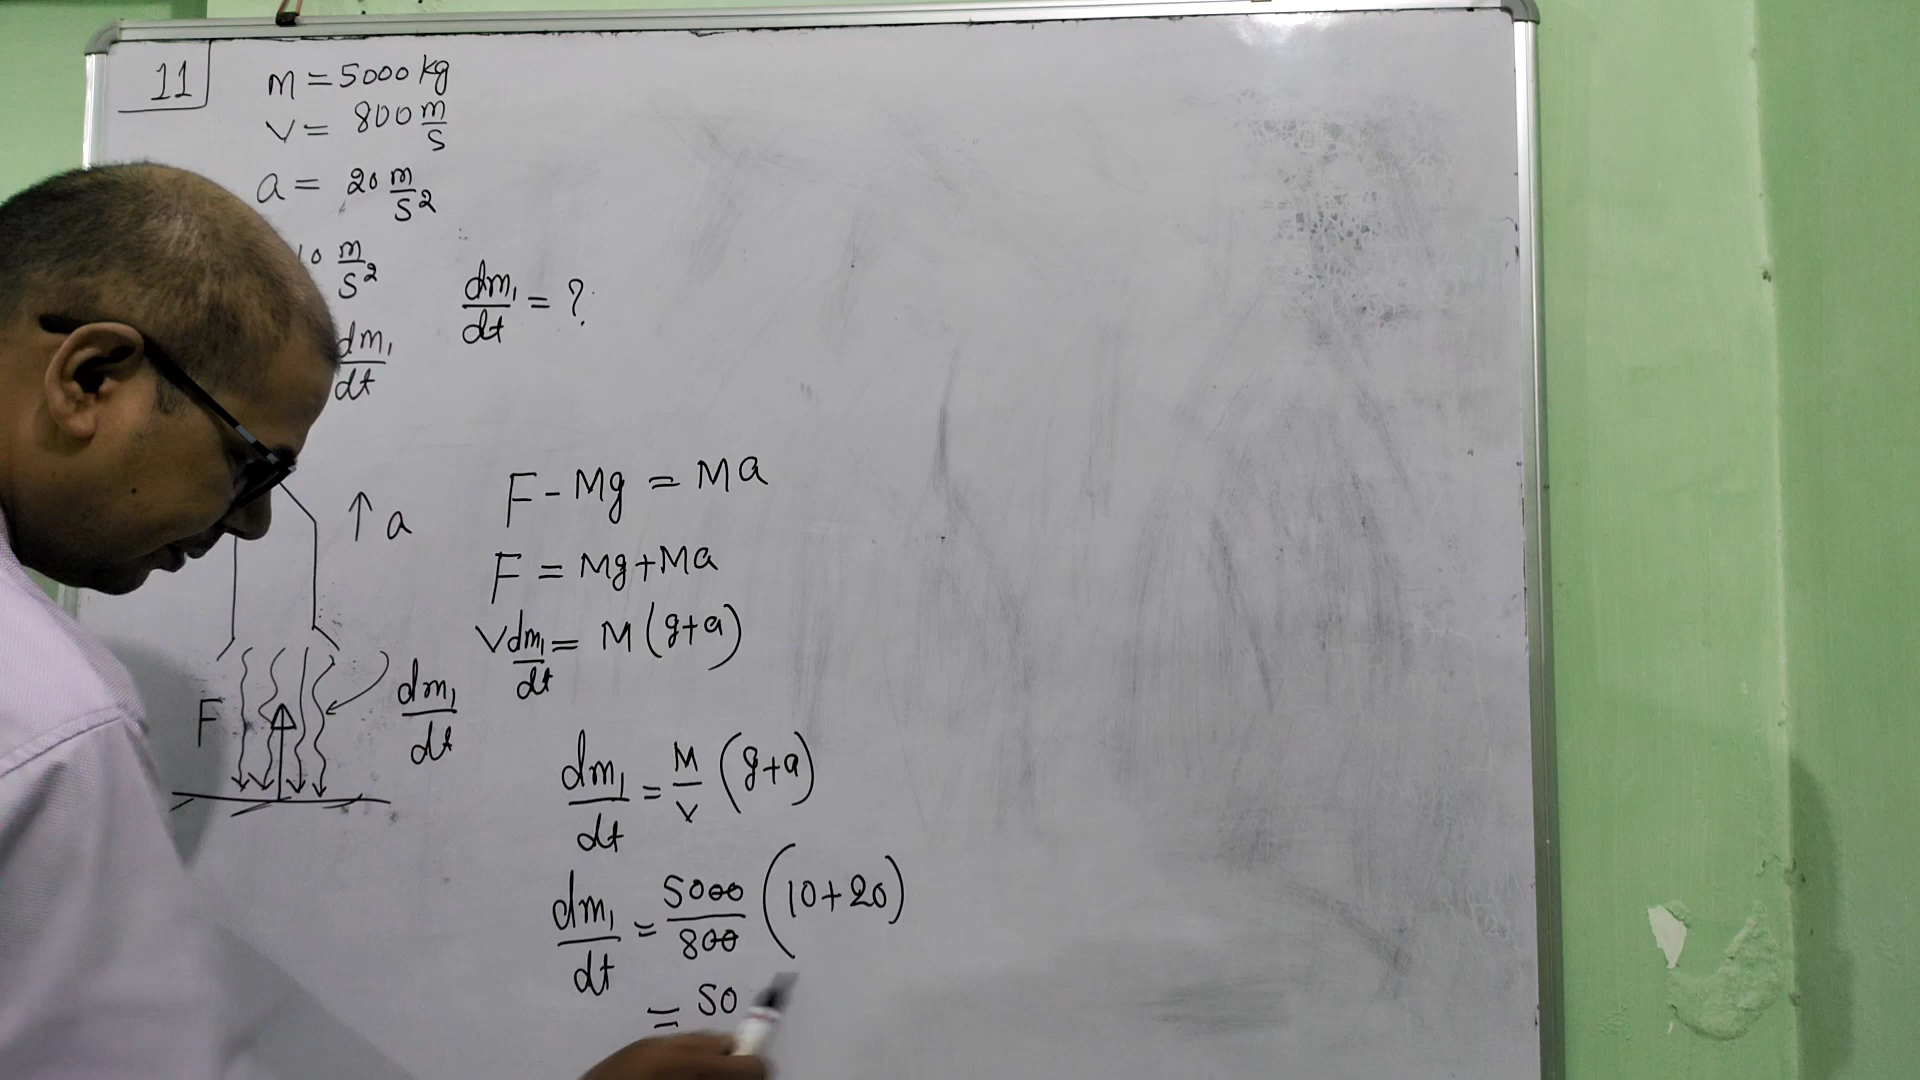 11
m = 5000 kg
v = 800 m/s
a = 20 m/s²
10 m/s²
dm₁/dt
dm₁/dt = ?
↑ a
F
dm₁/dt
F - Mg = Ma
F = Mg + Ma
v dm₁/dt = M (g+a)
dm₁/dt = M/v (g+a)
dm₁/dt = 5000/800 (10+20)
= 50